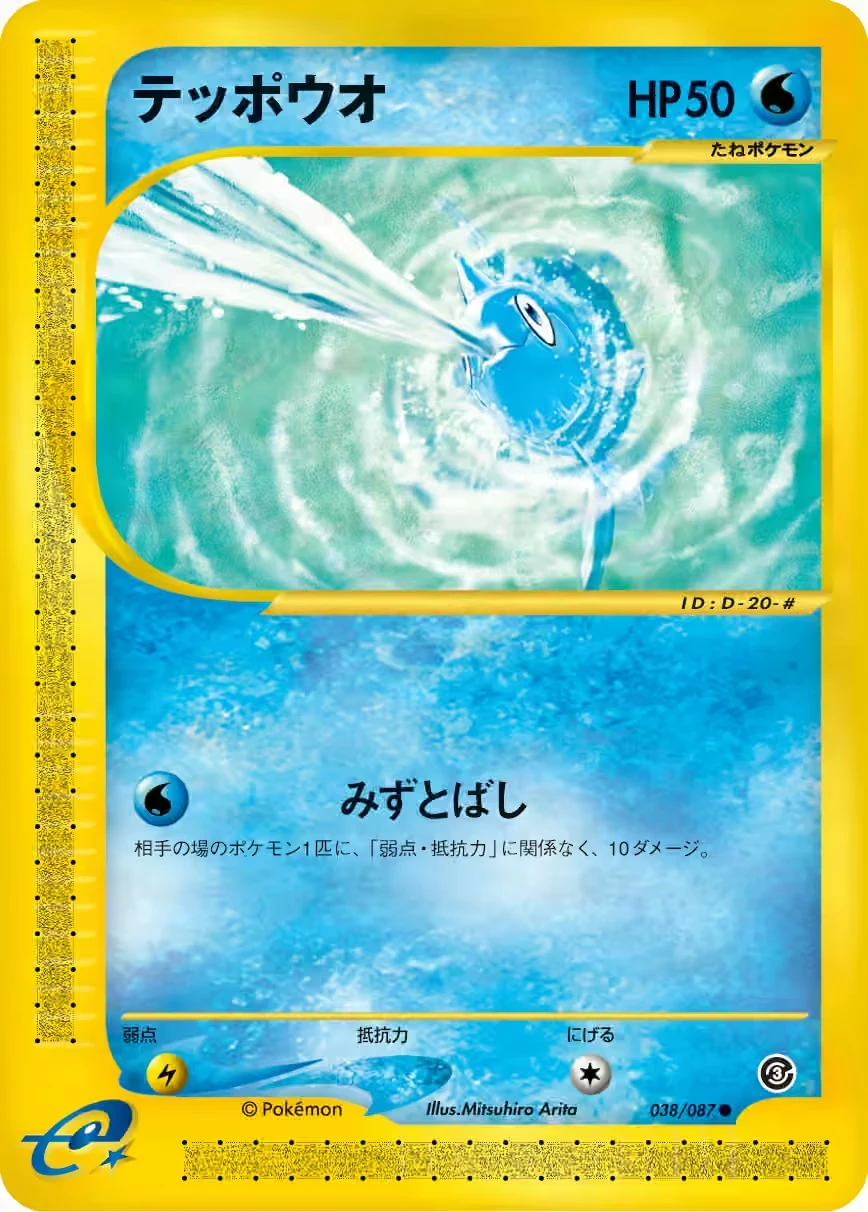 テッポウオ
HP50
たねポケモン
ID:D-20-#
みずとばし
相手の場のポケモン1匹に、「弱点・抵抗力」に関係なく、10ダメージ。
弱点 抵抗力 にげる
3
©Pokémon Illus.Mitsuhiro Arita 038/087●
e